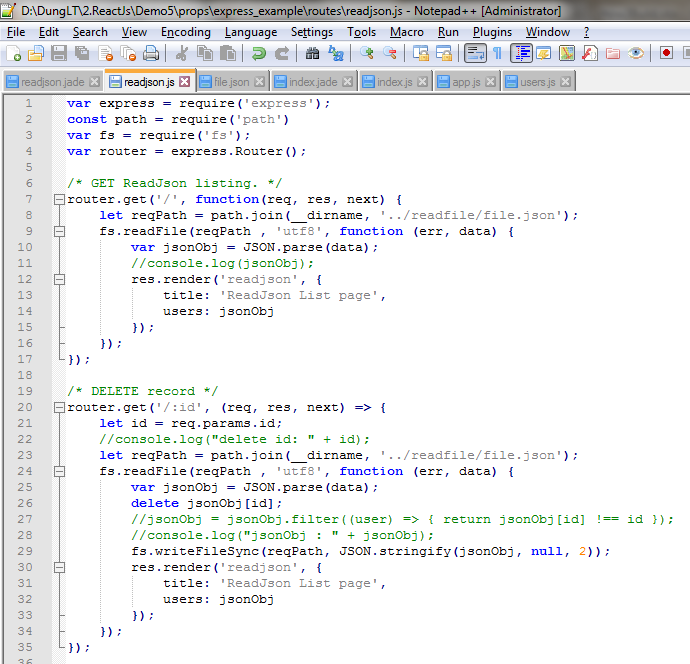 D:\DungLT\2.ReactJs\Demo5\props\express_example\routes\readjson.js - Notepad++ [Administrator]
File Edit Search View Encoding Language Settings Tools Macro Run Plugins Window ?
readjson.jade readjson.js file.json index.jade index.js app.js users.js
1 var express = require('express');
2 const path = require('path')
3 var fs = require('fs');
4 var router = express.Router();
5
6 /* GET ReadJson listing. */
7 router.get('/', function(req, res, next) {
8     let reqPath = path.join(__dirname, '../readfile/file.json');
9     fs.readFile(reqPath , 'utf8', function (err, data) {
10         var jsonObj = JSON.parse(data);
11         //console.log(jsonObj);
12         res.render('readjson', {
13             title: 'ReadJson List page',
14             users: jsonObj
15         });
16     });
17 });
18
19 /* DELETE record */
20 router.get('/:id', (req, res, next) => {
21     let id = req.params.id;
22     //console.log("delete id: " + id);
23     let reqPath = path.join(__dirname, '../readfile/file.json');
24     fs.readFile(reqPath , 'utf8', function (err, data) {
25         var jsonObj = JSON.parse(data);
26         delete jsonObj[id];
27         //jsonObj = jsonObj.filter((user) => { return jsonObj[id] !== id });
28         //console.log("jsonObj : " + jsonObj);
29         fs.writeFileSync(reqPath, JSON.stringify(jsonObj, null, 2));
30         res.render('readjson', {
31             title: 'ReadJson List page',
32             users: jsonObj
33         });
34     });
35 });
36